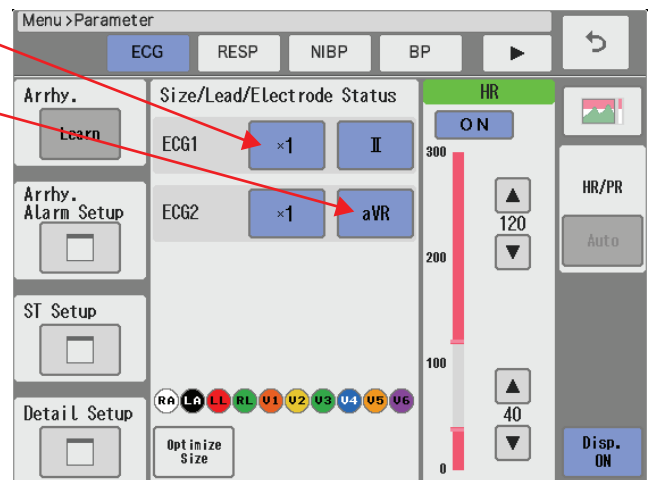 Menu>Parameter
ECG RESP NIBP BP
Arrhy.
Learn
Size/Lead/Electrode Status
ECG1 ×1 Ⅱ
ECG2 ×1 aVR
HR
ON
300
120
200
100
40
0
HR/PR
Auto
Arrhy.
Alarm Setup
ST Setup
Detail Setup
RA LA LL RL V1 V2 V3 V4 V5 V6
Optimize
Size
Disp.
ON